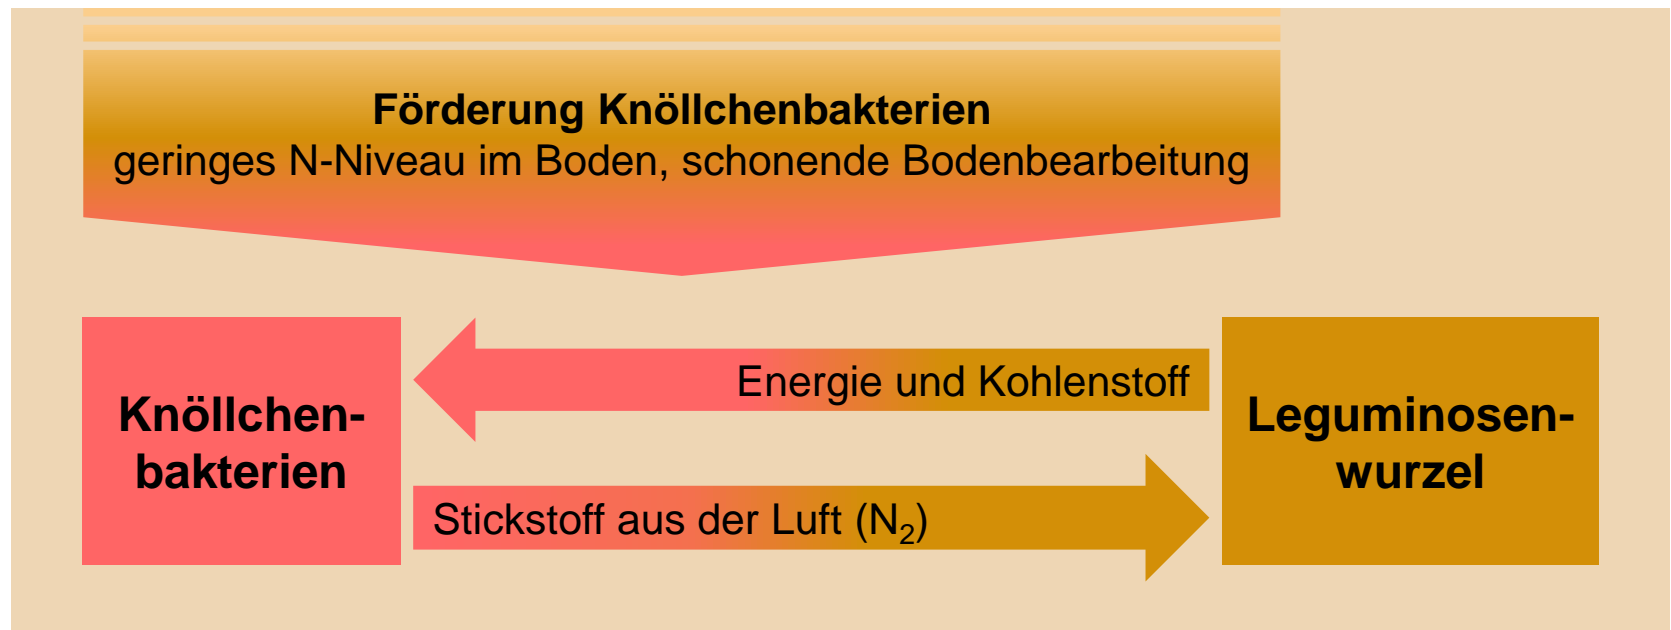 Förderung Knöllchenbakterien
geringes N-Niveau im Boden, schonende Bodenbearbeitung
Energie und Kohlenstoff
Knöllchen-
bakterien
Leguminosen-
wurzel
Stickstoff aus der Luft (N₂)